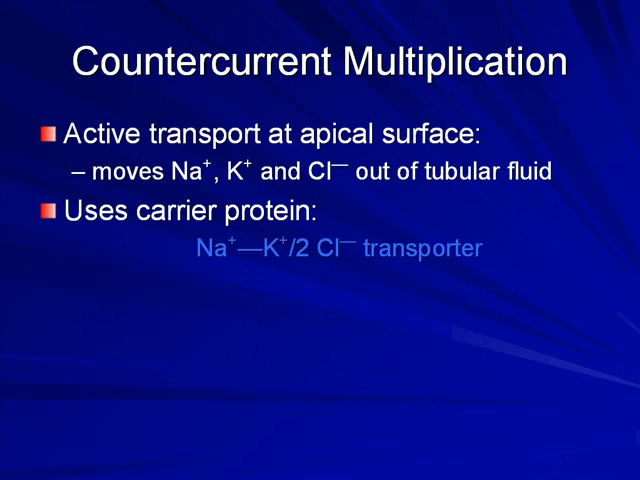 Countercurrent Multiplication
Active transport at apical surface:
– moves Na⁺, K⁺ and Cl⁻ out of tubular fluid
Uses carrier protein:
Na⁺—K⁺/2 Cl⁻ transporter